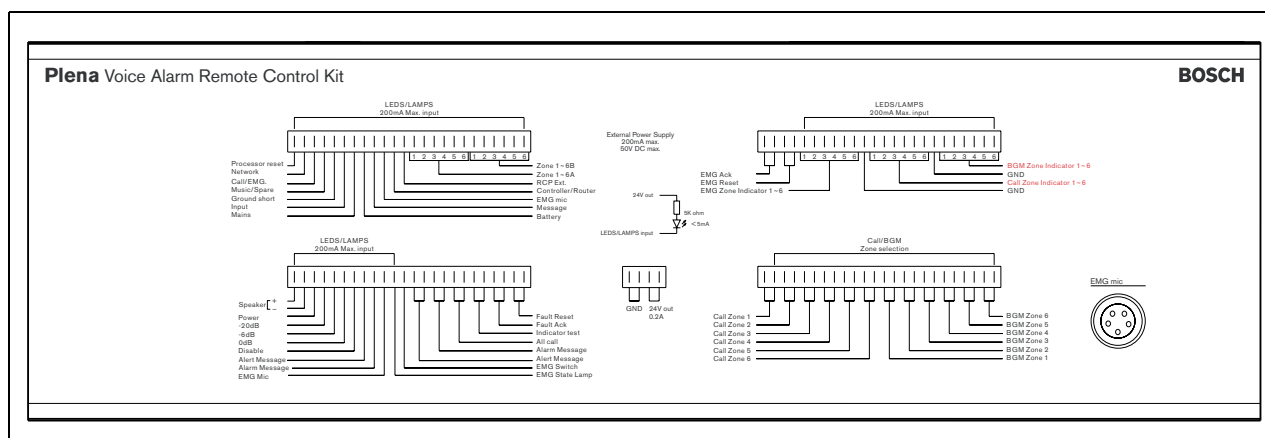 Plena Voice Alarm Remote Control Kit
BOSCH
LEDS/LAMPS
200mA Max. input
1 2 3 4 5 6 1 2 3 4 5 6
Processor reset
Network
Call/EMG.
Music/Spare
Ground short
Input
Mains
Zone 1~6B
Zone 1~6A
RCP Ext.
Controller/Router
EMG mic
Message
Battery
External Power Supply
200mA max.
50V DC max.
24V out
5K ohm
<5mA
LEDS/LAMPS input
LEDS/LAMPS
200mA Max. input
1 2 3 4 5 6 1 2 3 4 5 6 1 2 3 4 5 6
EMG Ack
EMG Reset
EMG Zone Indicator 1~6
BGM Zone Indicator 1~6
GND
Call Zone Indicator 1~6
GND
LEDS/LAMPS
200mA Max. input
Speaker + −
Power
-20dB
-6dB
0dB
Disable
Alert Message
Alarm Message
EMG Mic
Fault Reset
Fault Ack
Indicator test
All call
Alarm Message
Alert Message
EMG Switch
EMG State Lamp
GND 24V out
0.2A
Call/BGM
Zone selection
Call Zone 1
Call Zone 2
Call Zone 3
Call Zone 4
Call Zone 5
Call Zone 6
BGM Zone 6
BGM Zone 5
BGM Zone 4
BGM Zone 3
BGM Zone 2
BGM Zone 1
EMG mic